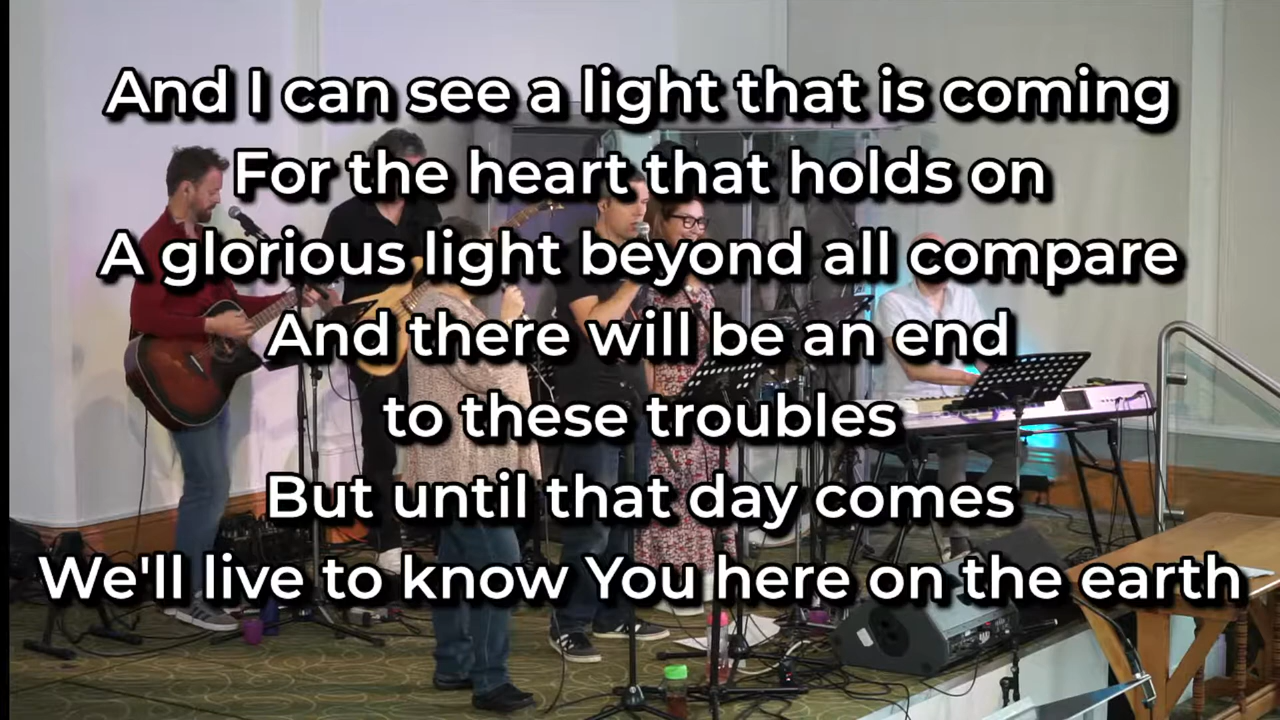 And I can see a light that is coming
For the heart that holds on
A glorious light beyond all compare
And there will be an end
to these troubles
But until that day comes
We'll live to know You here on the earth